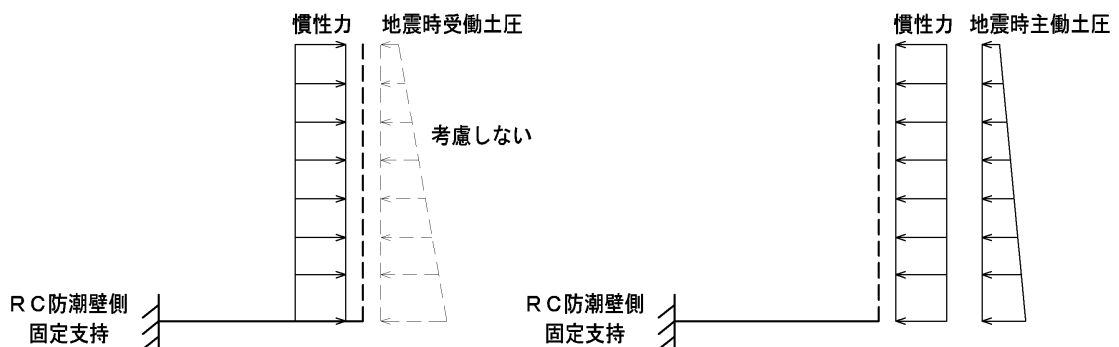 慣性力 地震時受働土圧
考慮しない
RC防潮壁側
固定支持
慣性力 地震時主働土圧
RC防潮壁側
固定支持